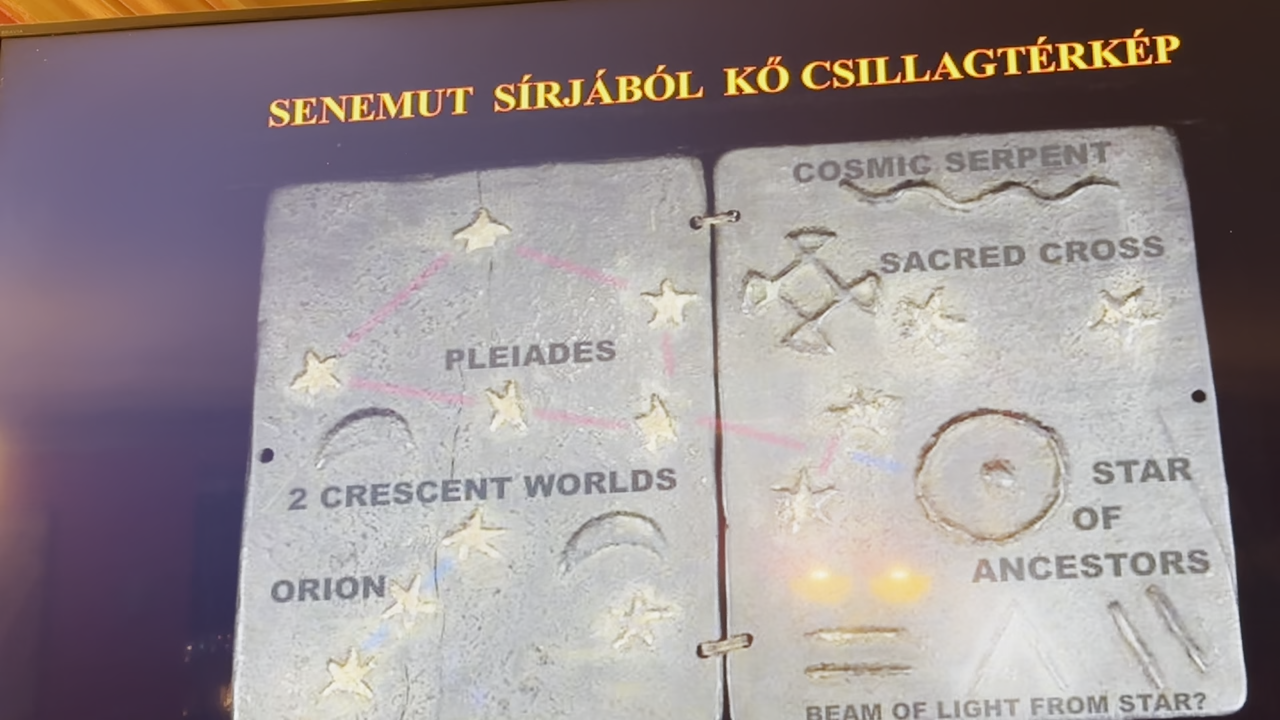 SENEMUT SÍRJÁBÓL KŐ CSILLAGTÉRKÉP
COSMIC SERPENT
SACRED CROSS
PLEIADES
2 CRESCENT WORLDS
STAR
OF
ANCESTORS
ORION
BEAM OF LIGHT FROM STAR?